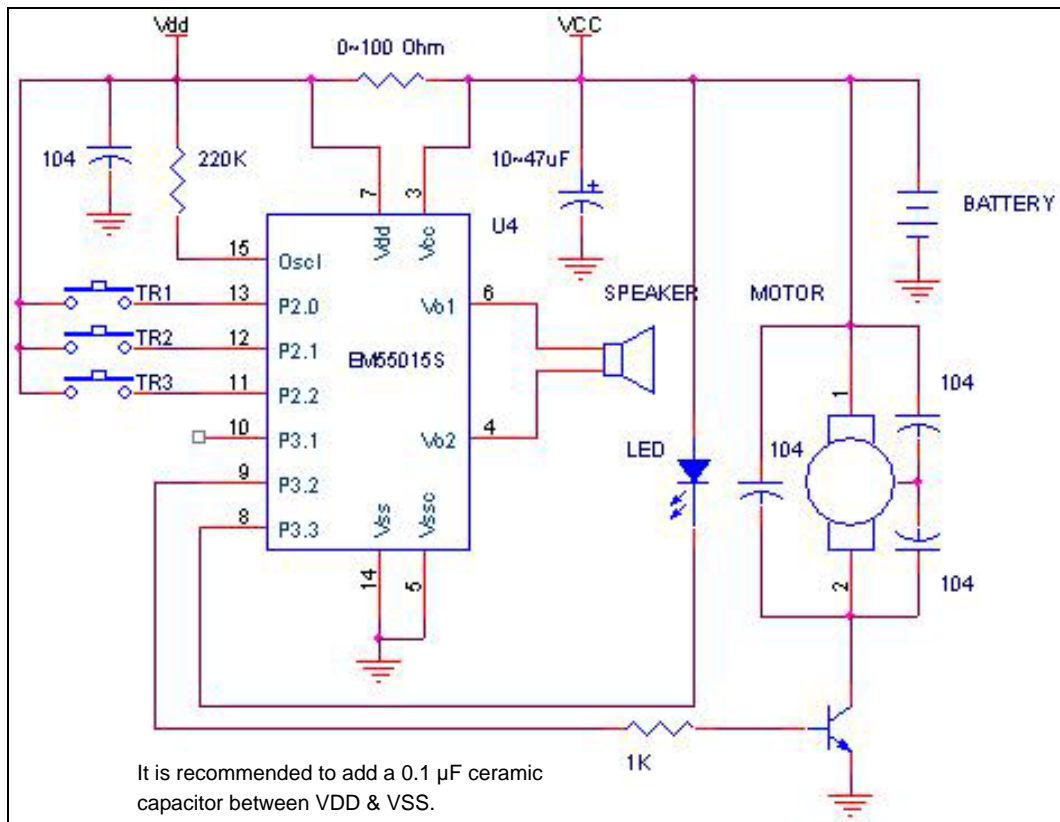 Vdd
VCC
0~100 Ohm
104
220K
10~47uF
7
3
Vdd
Vcc
U4
BATTERY
15
OscI
TR1
13
P2.0
6
Vo1
SPEAKER
MOTOR
TR2
12
P2.1
EM55015S
TR3
11
P2.2
104
1
10
P3.1
4
Vo2
LED
104
9
P3.2
8
P3.3
Vss
Vssc
14
5
2
104
1K
It is recommended to add a 0.1 µF ceramic
capacitor between VDD & VSS.